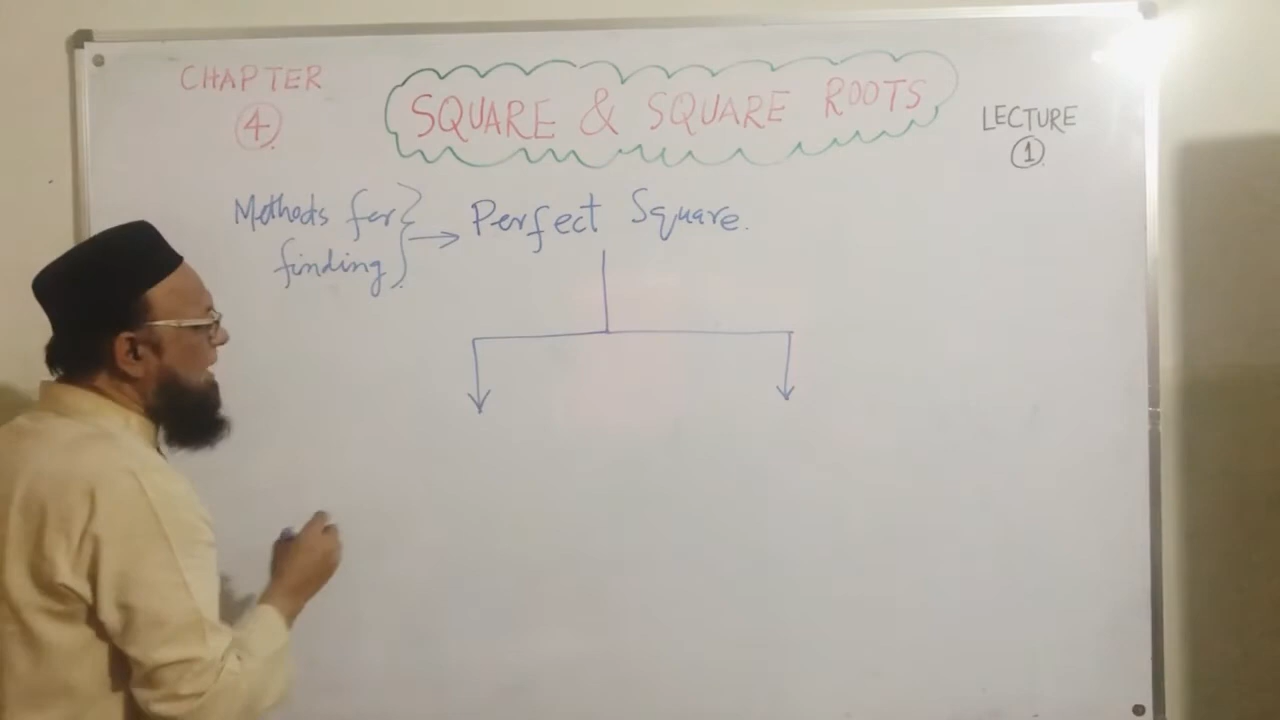 CHAPTER
4.
SQUARE & SQUARE ROOTS
LECTURE
1
Methods for
finding
→ Perfect Square.